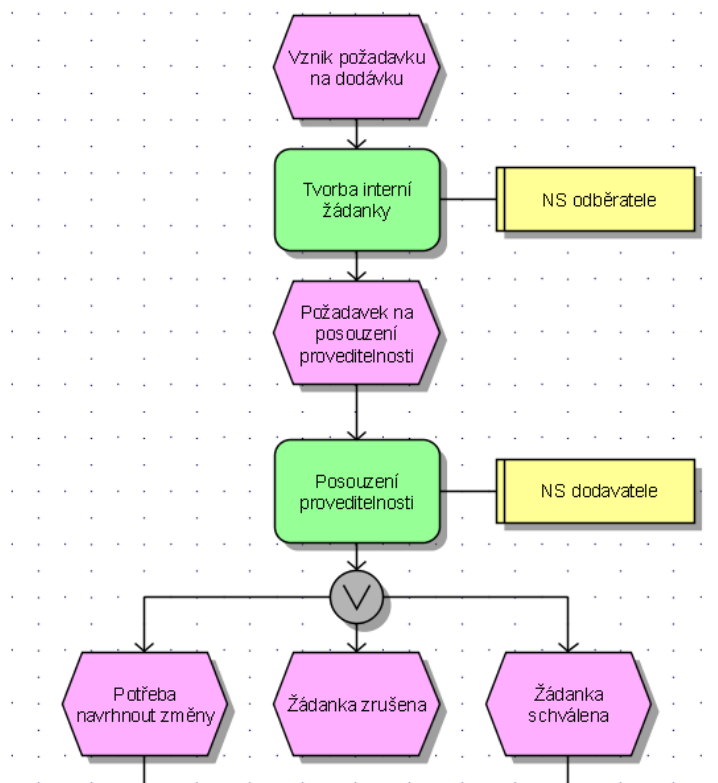 Vznik požadavku
na dodávku
Tvorba interní
žádanky
NS odběratele
Požadavek na
posouzení
proveditelnosti
Posouzení
proveditelnosti
NS dodavatele
Potřeba
navrhnout změny
Žádanka zrušena
Žádanka
schválena